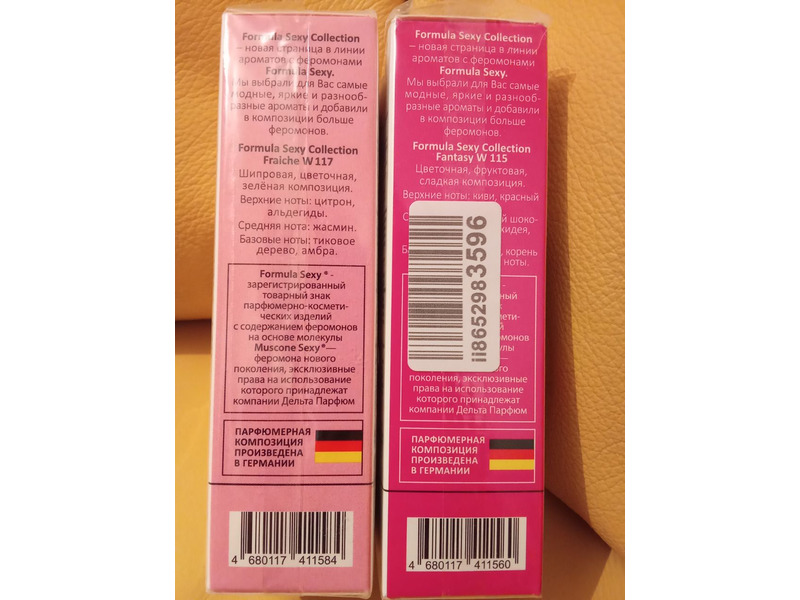 Formula Sexy Collection
– новая страница в линии
ароматов с феромонами
Formula Sexy.
Мы выбрали для Вас самые
модные, яркие и разнооб-
разные ароматы и добавили
в композиции больше
феромонов.
Formula Sexy Collection
Fraiche W 117
Шипровая, цветочная,
зелёная композиция.
Верхние ноты: цитрон,
альдегиды.
Средняя нота: жасмин.
Базовые ноты: тиковое
дерево, амбра.
Formula Sexy ® -
зарегистрированный
товарный знак
парфюмерно-космети-
ческих изделий
с содержанием феромонов
на основе молекулы
Muscone Sexy®—
феромона нового
поколения, эксклюзивные
права на использование
которого принадлежат
компании Дельта Парфюм
ПАРФЮМЕРНАЯ
КОМПОЗИЦИЯ
ПРОИЗВЕДЕНА
В ГЕРМАНИИ
4 680117 411584
Formula Sexy Collection
– новая страница в линии
ароматов с феромонами
Formula Sexy.
Мы выбрали для Вас самые
модные, яркие и разнооб-
разные ароматы и добавили
в композиции больше
феромонов.
Formula Sexy Collection
Fantasy W 115
Цветочная, фруктовая,
сладкая композиция.
Верхние ноты: киви, красный
й шоко-
хидея,
, корень
ноты.
ii8652983596
поколения, эксклюзивные
права на использование
которого принадлежат
компании Дельта Парфюм
ПАРФЮМЕРНАЯ
КОМПОЗИЦИЯ
ПРОИЗВЕДЕНА
В ГЕРМАНИИ
4 680117 411560